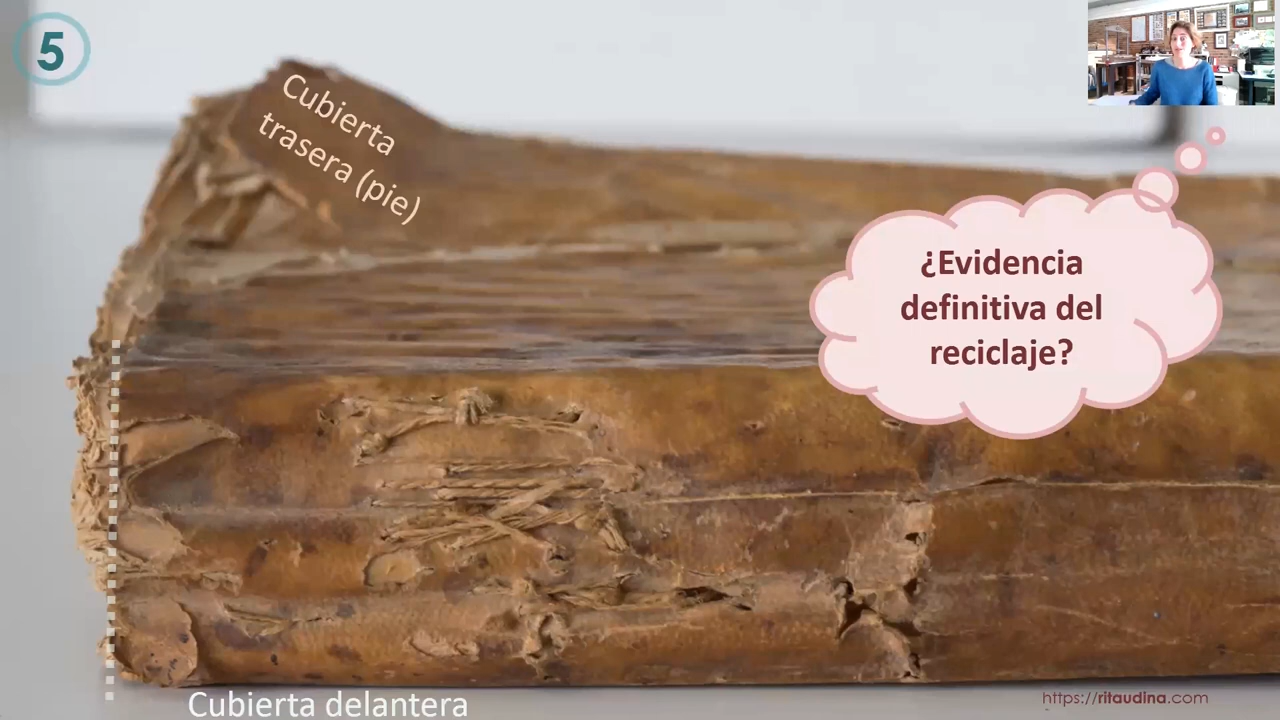 5
Cubierta
trasera (pie)
¿Evidencia
definitiva del
reciclaje?
Cubierta delantera
https://ritaudina.com